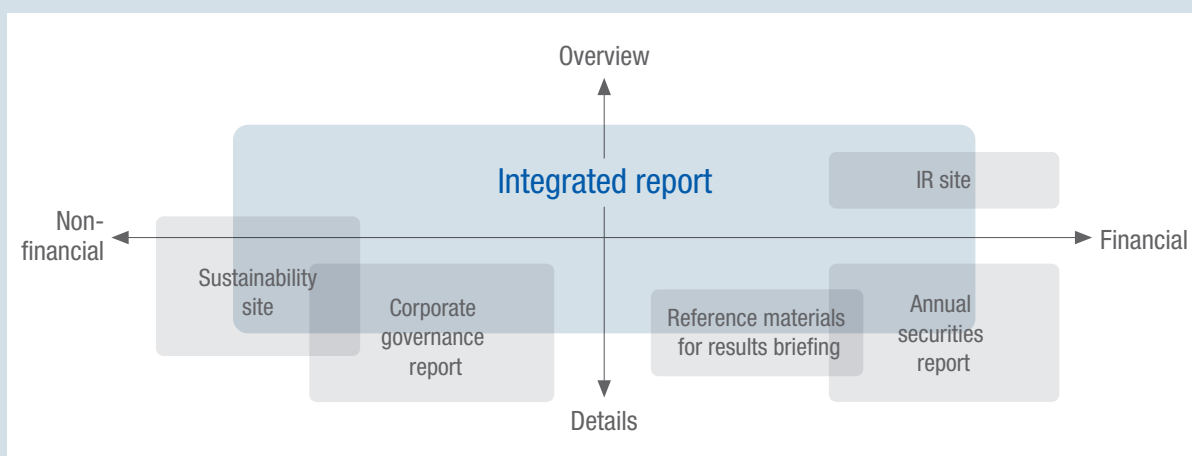 Overview
Integrated report
IR site
Non-
financial
Financial
Sustainability
site
Corporate
governance
report
Reference materials
for results briefing
Annual
securities
report
Details